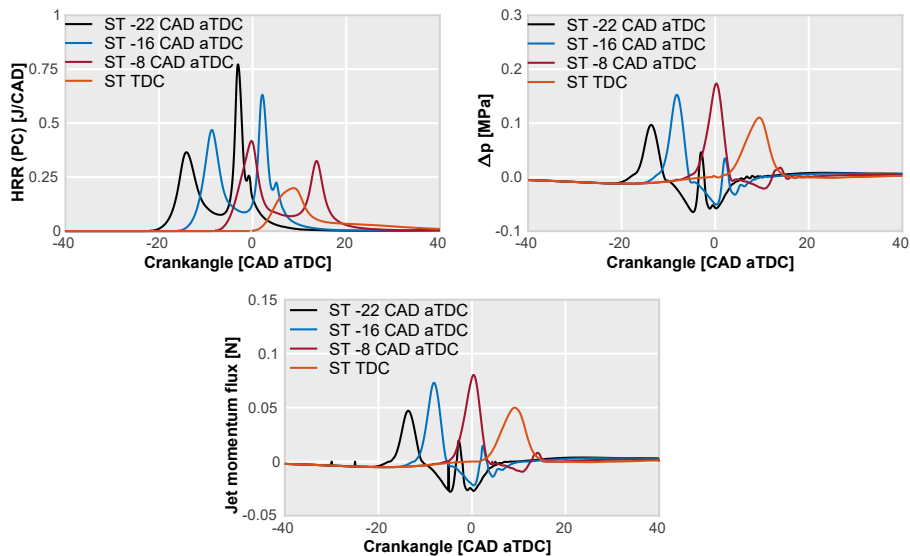 HRR (PC) [J/CAD]
1
0.75
0.5
0.25
0
ST -22 CAD aTDC
ST -16 CAD aTDC
ST -8 CAD aTDC
ST TDC
-40 -20 0 20 40
Crankangle [CAD aTDC]
Δp [MPa]
0.3
0.2
0.1
0.0
-0.1
ST -22 CAD aTDC
ST -16 CAD aTDC
ST -8 CAD aTDC
ST TDC
-40 -20 0 20 40
Crankangle [CAD aTDC]
Jet momentum flux [N]
0.15
0.1
0.05
0
-0.05
ST -22 CAD aTDC
ST -16 CAD aTDC
ST -8 CAD aTDC
ST TDC
-40 -20 0 20 40
Crankangle [CAD aTDC]